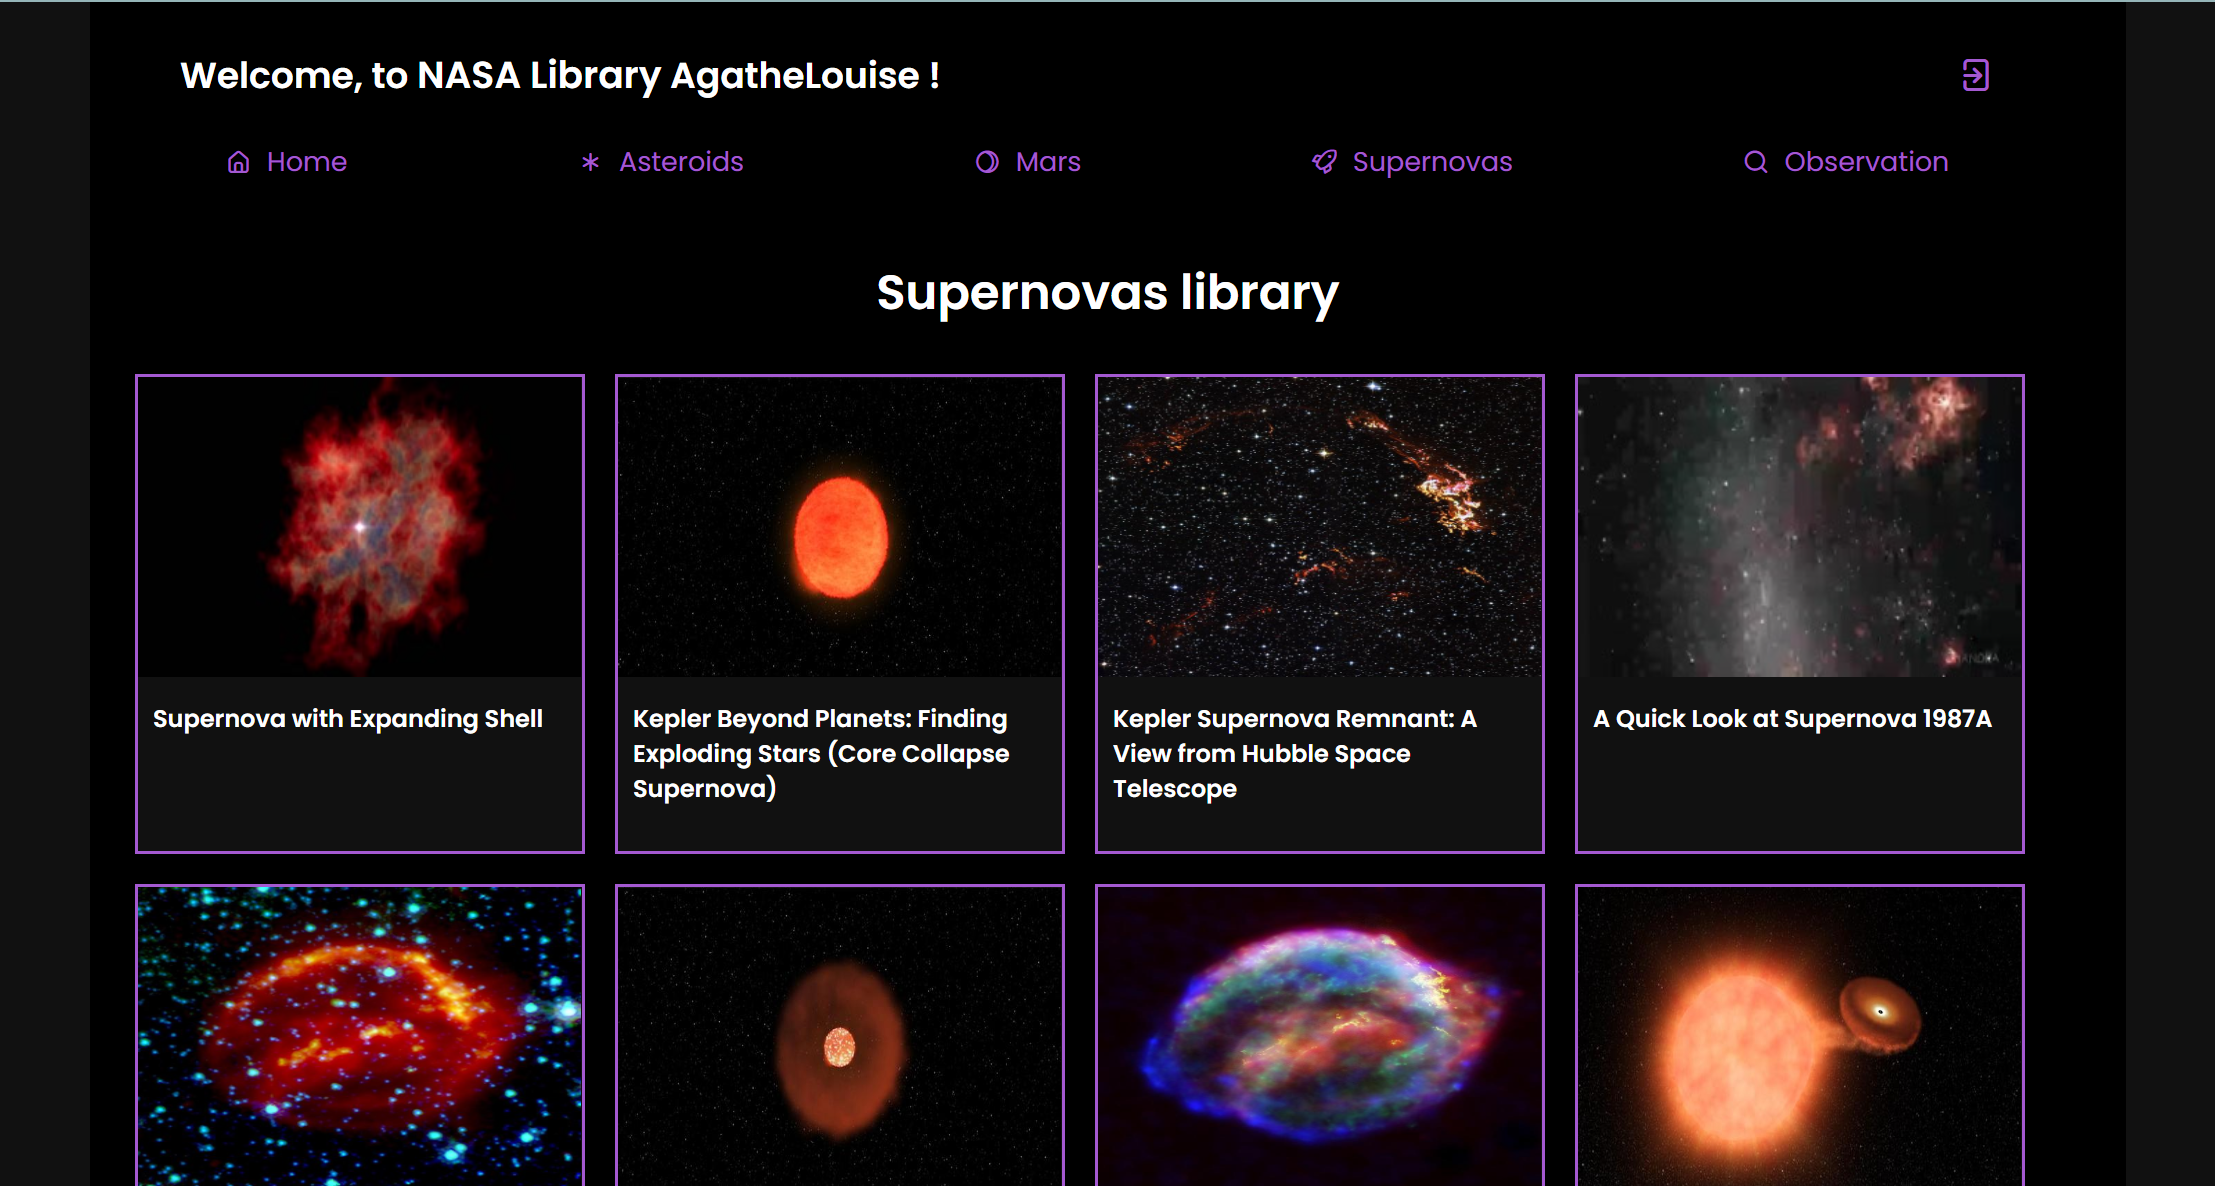 Welcome, to NASA Library AgatheLouise !
Home
Asteroids
Mars
Supernovas
Observation
Supernovas library
Supernova with Expanding Shell
Kepler Beyond Planets: Finding
Exploding Stars (Core Collapse
Supernova)
Kepler Supernova Remnant: A
View from Hubble Space
Telescope
A Quick Look at Supernova 1987A